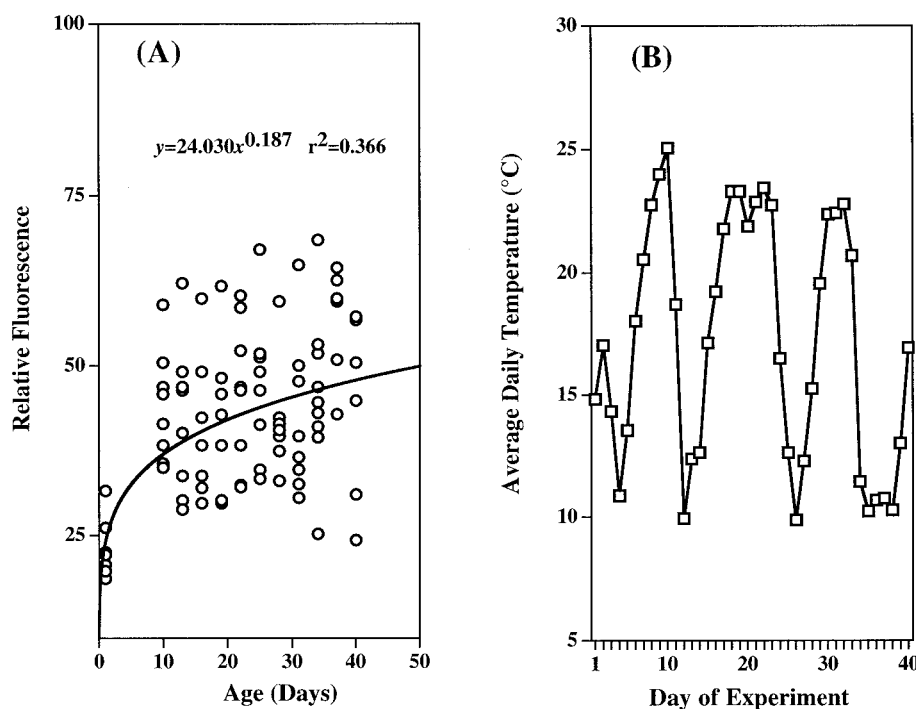 (A)
y=24.030x^0.187 r^2=0.366
Relative Fluorescence
100
75
50
25
0 10 20 30 40 50
Age (Days)
(B)
Average Daily Temperature (°C)
30
25
20
15
10
5
1 10 20 30 40
Day of Experiment